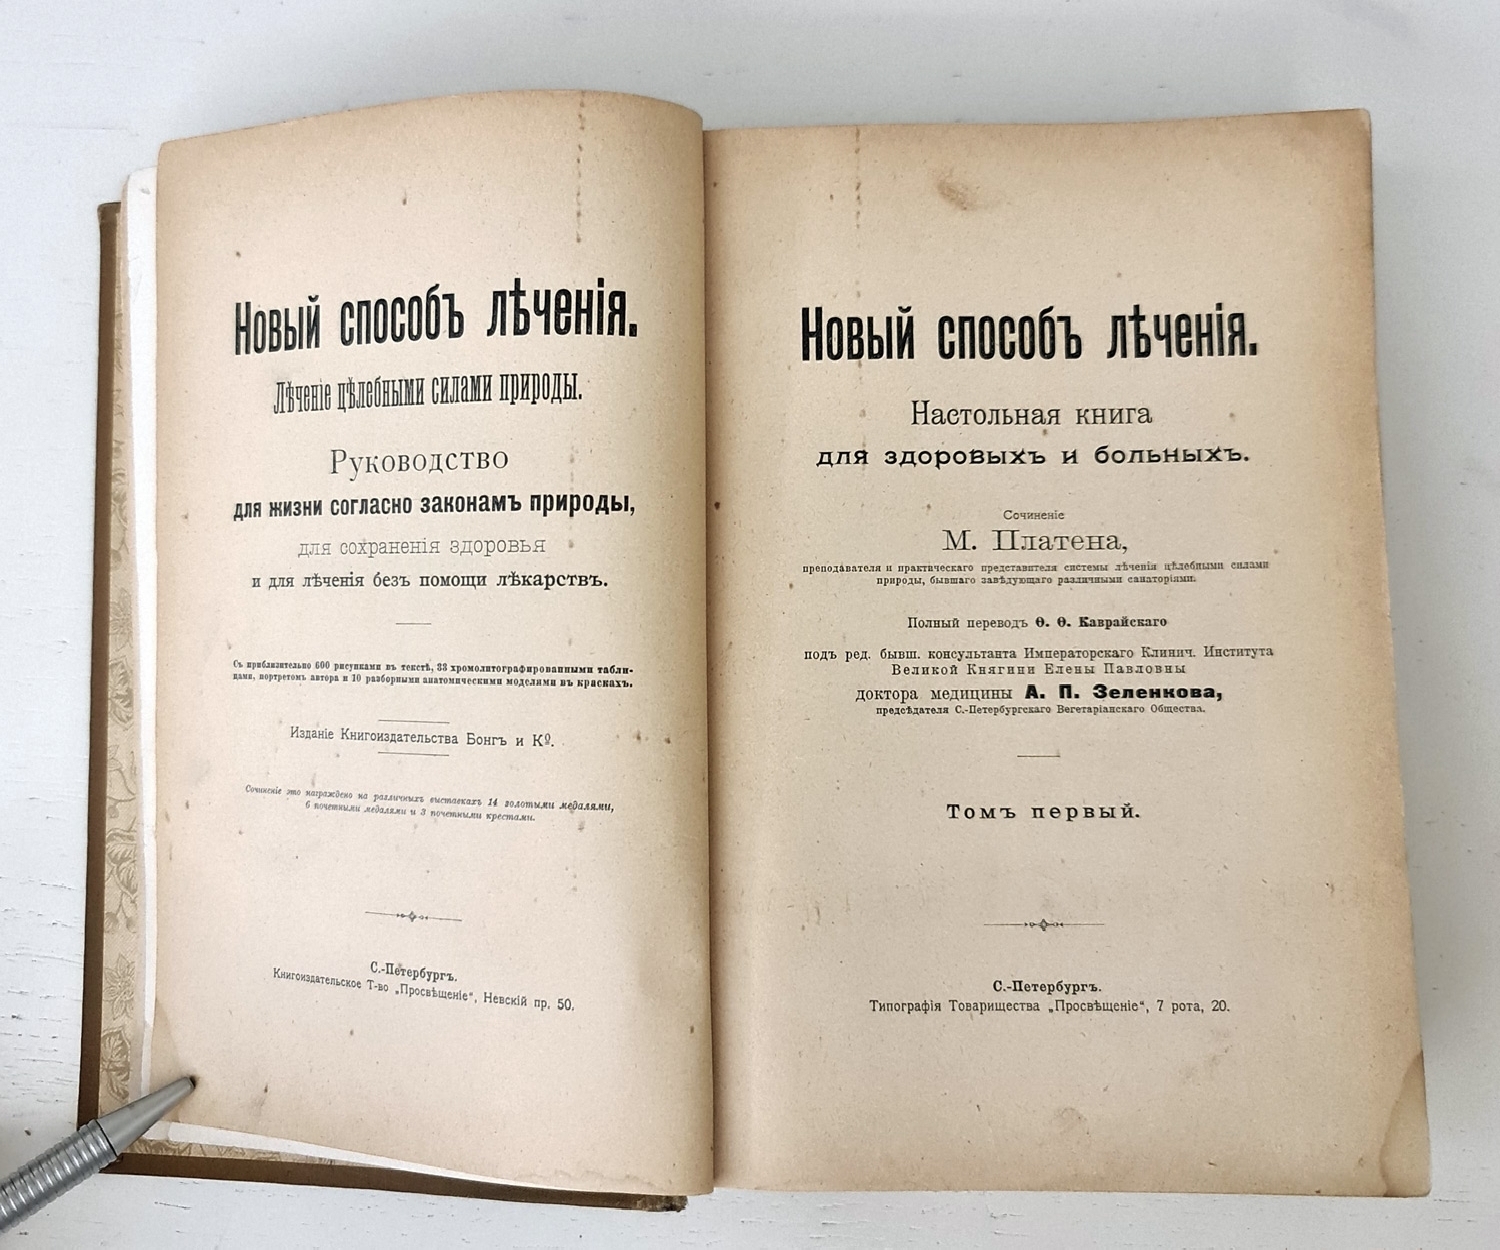 Новый способъ лѣченія.
Лѣченіе цѣлебными силами природы.
Руководство
для жизни согласно законамъ природы,
для сохраненія здоровья
и для лѣченія безъ помощи лѣкарствъ.
Съ приблизительно 600 рисунками въ текстѣ, 33 хромолитографированными табли-
цами, портретомъ автора и 10 разборными анатомическими моделями въ краскахъ.
Изданіе Книгоиздательства Бонгъ и К⁰.
Сочиненіе это награждено на различныхъ выставкахъ 14 золотыми медалями,
6 почетными медалями и 3 почетными крестами.
С.-Петербургъ.
Книгоиздательское Т-во „Просвѣщеніе“, Невскій пр. 50.
Новый способъ лѣченія.
Настольная книга
для здоровыхъ и больныхъ.
Сочиненіе
М. Платена,
преподавателя и практическаго представителя системы лѣченія цѣлебными силами
природы, бывшаго завѣдующаго различными санаторіями.
Полный переводъ Ѳ. Ѳ. Каврайскаго
подъ ред. бывш. консультанта Императорскаго Клинич. Института
Великой Княгини Елены Павловны
доктора медицины А. П. Зеленкова,
предсѣдателя С.-Петербургскаго Вегетаріанскаго Общества.
Томъ первый.
С.-Петербургъ.
Типографія Товарищества „Просвѣщеніе“, 7 рота, 20.